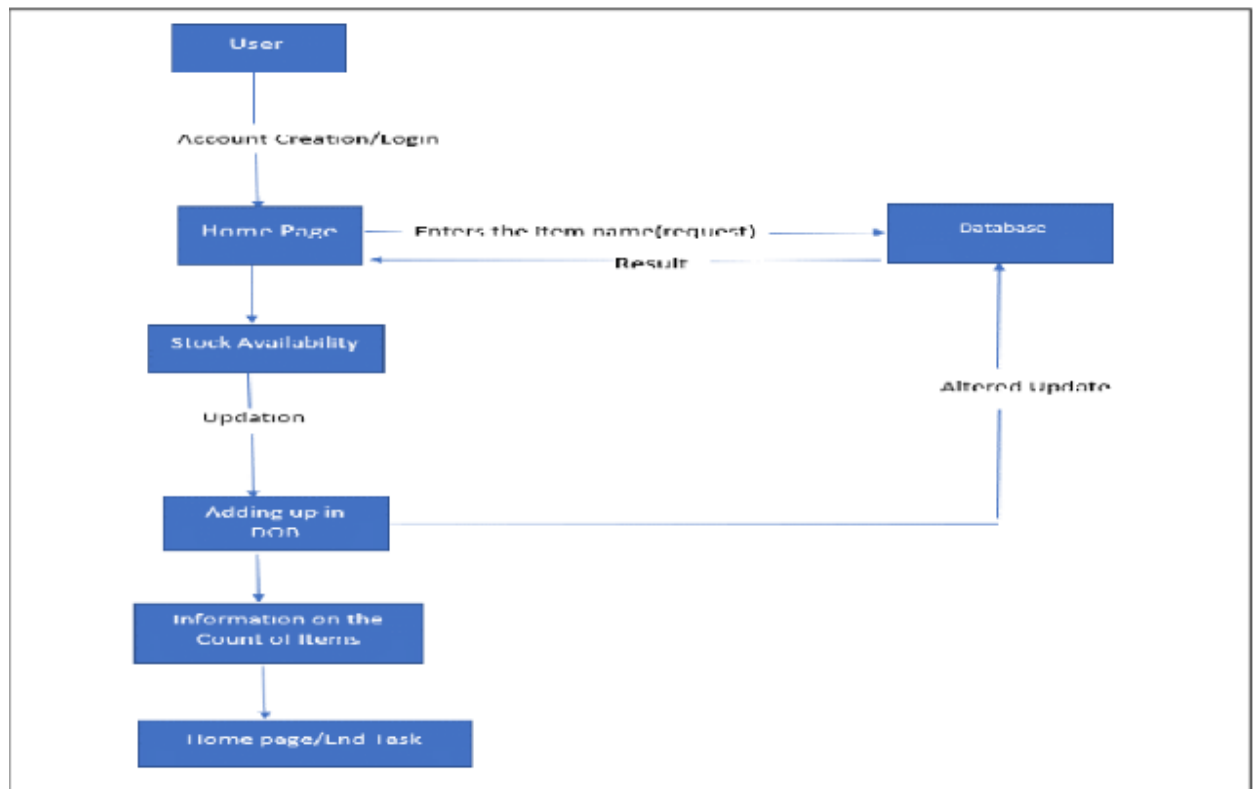 User
Account Creation/Login
Home Page
Enters the Item name(request)
Database
Result
Stock Availability
Altered Update
Updation
Adding up in
Information on the
Count of Items
Home page/End Task